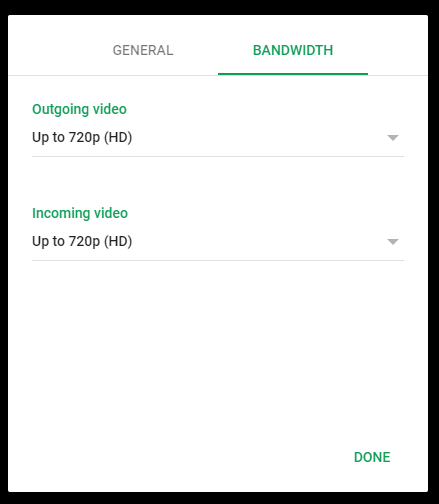 GENERAL BANDWIDTH
Outgoing video
Up to 720p (HD)
Incoming video
Up to 720p (HD)
DONE